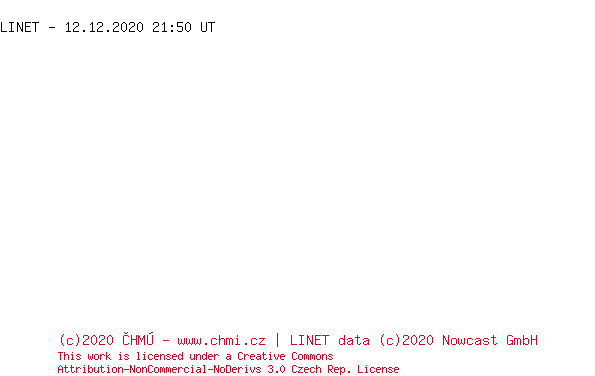 LINET - 12.12.2020 21:50 UT
(c)2020 ČHMÚ - www.chmi.cz | LINET data (c)2020 Nowcast GmbH
This work is licensed under a Creative Commons
Attribution-NonCommercial-NoDerivs 3.0 Czech Rep. License